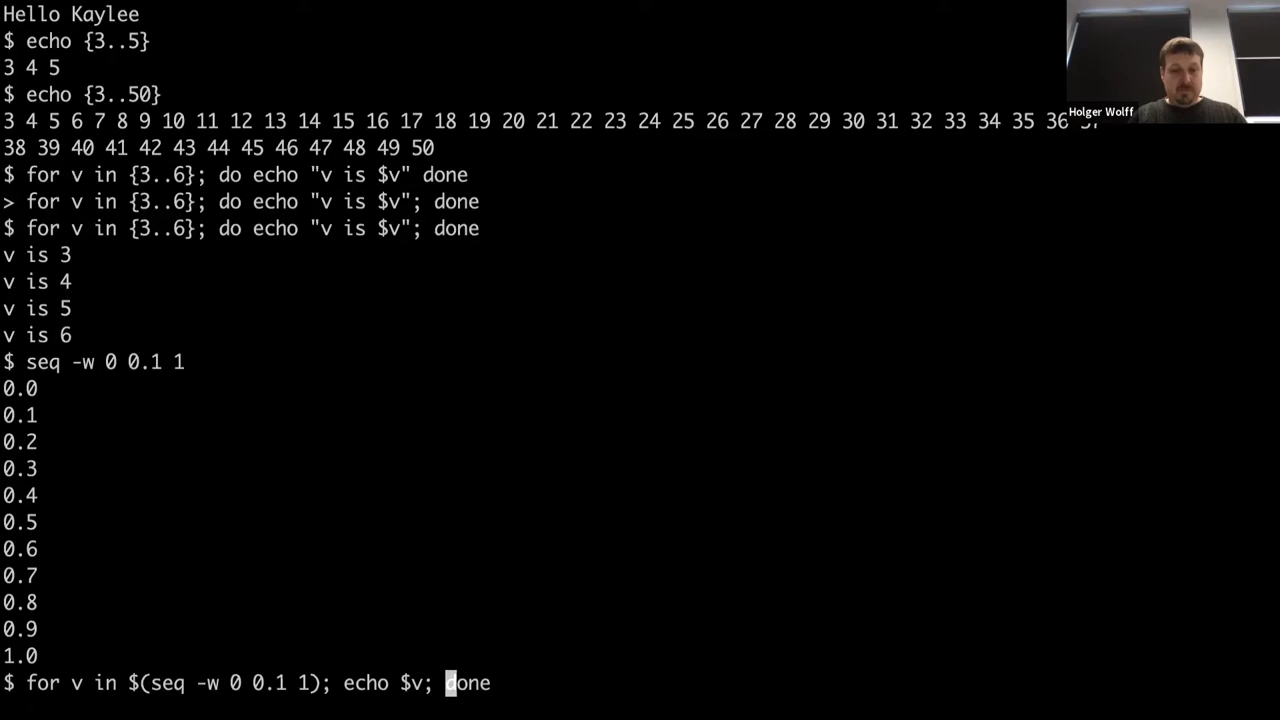 Hello Kaylee
$ echo {3..5}
3 4 5
$ echo {3..50}
3 4 5 6 7 8 9 10 11 12 13 14 15 16 17 18 19 20 21 22 23 24 25 26 27 28 29 30 31 32 33 34 35 36 37
38 39 40 41 42 43 44 45 46 47 48 49 50
$ for v in {3..6}; do echo "v is $v" done
> for v in {3..6}; do echo "v is $v"; done
$ for v in {3..6}; do echo "v is $v"; done
v is 3
v is 4
v is 5
v is 6
$ seq -w 0 0.1 1
0.0
0.1
0.2
0.3
0.4
0.5
0.6
0.7
0.8
0.9
1.0
$ for v in $(seq -w 0 0.1 1); echo $v; done
Holger Wolff